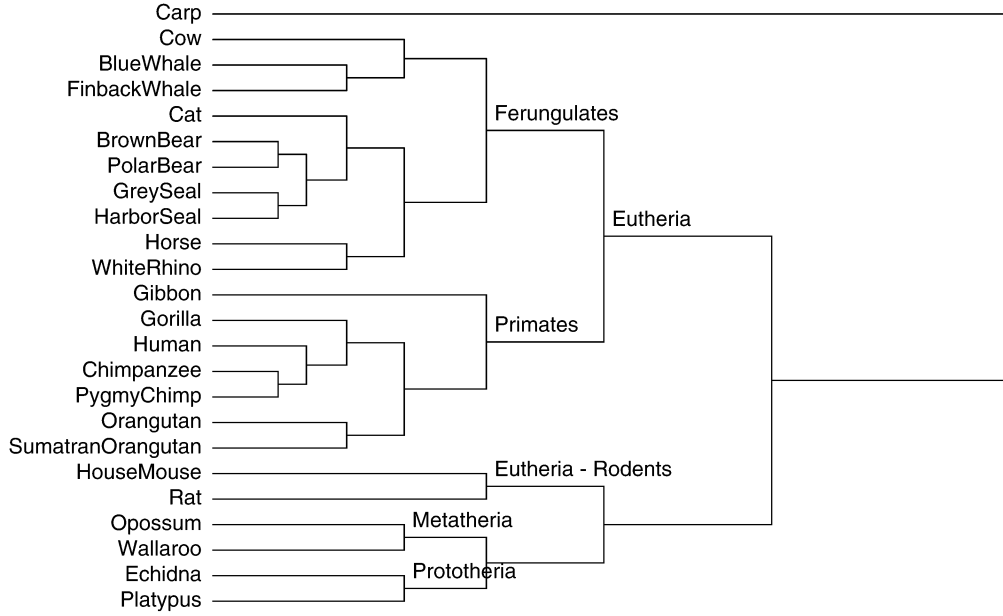 Carp
Cow
BlueWhale
FinbackWhale
Cat
Ferungulates
BrownBear
PolarBear
GreySeal
HarborSeal
Eutheria
Horse
WhiteRhino
Gibbon
Gorilla
Primates
Human
Chimpanzee
PygmyChimp
Orangutan
SumatranOrangutan
HouseMouse
Eutheria - Rodents
Rat
Opossum
Metatheria
Wallaroo
Echidna
Prototheria
Platypus